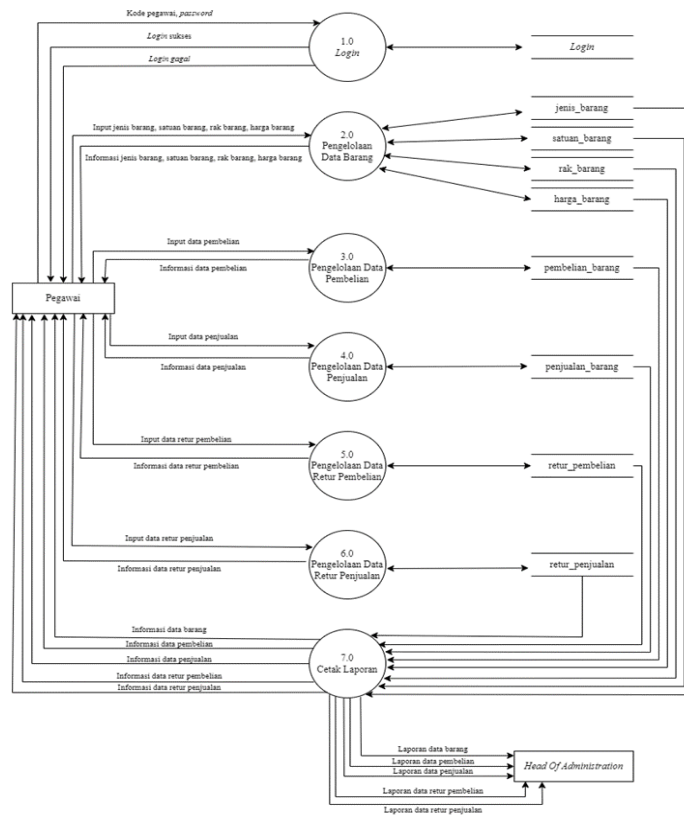 Kode pegawai, password
Login sukses
Login gagal
1.0
Login
Login
Input jenis barang, satuan barang, rak barang, harga barang
Informasi jenis barang, satuan barang, rak barang, harga barang
2.0
Pengelolaan
Data Barang
jenis_barang
satuan_barang
rak_barang
harga_barang
Input data pembelian
Informasi data pembelian
3.0
Pengelolaan Data
Pembelian
pembelian_barang
Pegawai
Input data penjualan
Informasi data penjualan
4.0
Pengelolaan Data
Penjualan
penjualan_barang
Input data retur pembelian
Informasi data retur pembelian
5.0
Pengelolaan Data
Retur Pembelian
retur_pembelian
Input data retur penjualan
Informasi data retur penjualan
6.0
Pengelolaan Data
Retur Penjualan
retur_penjualan
Informasi data barang
Informasi data pembelian
Informasi data penjualan
Informasi data retur pembelian
Informasi data retur penjualan
7.0
Cetak Laporan
Laporan data barang
Laporan data pembelian
Laporan data penjualan
Laporan data retur pembelian
Laporan data retur penjualan
Head Of Administration